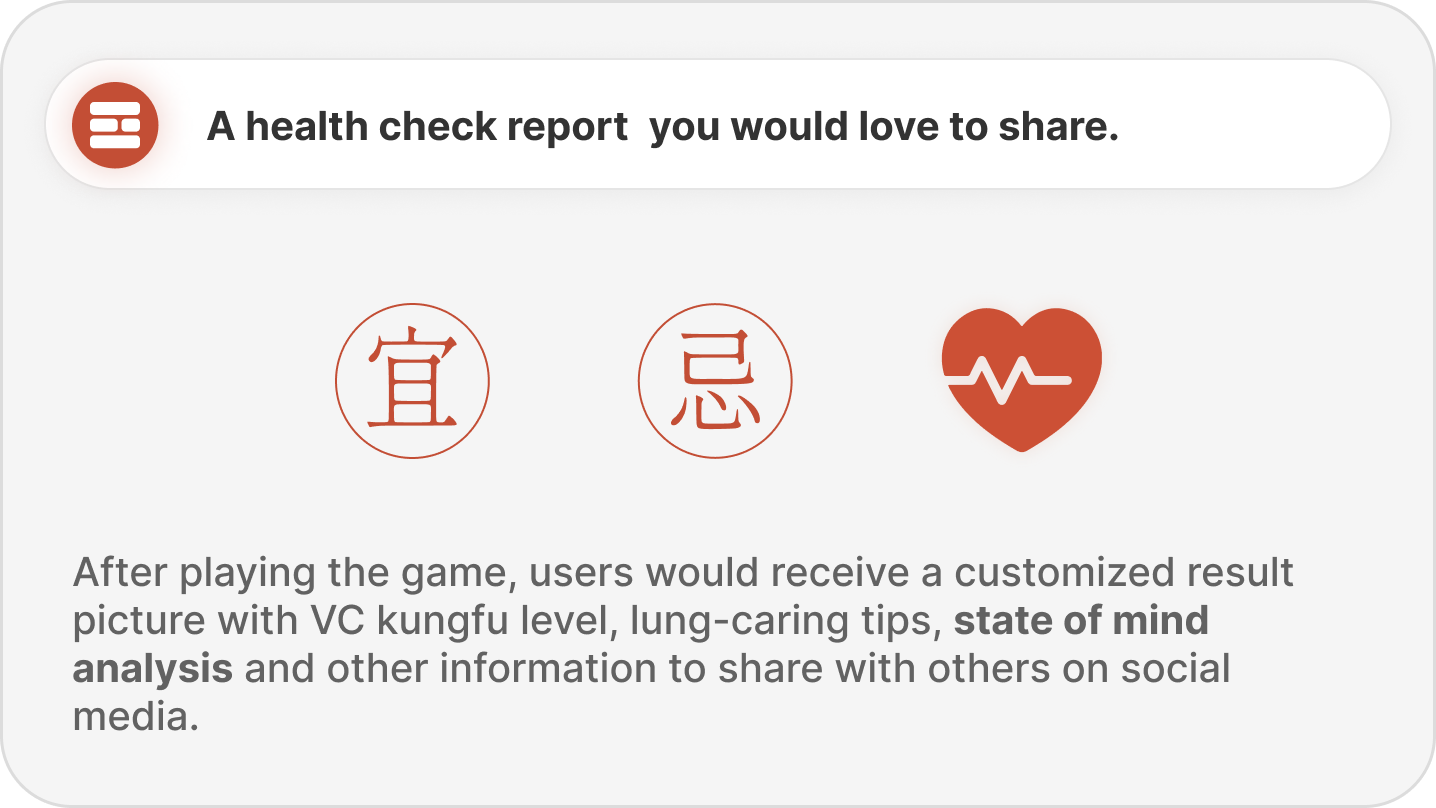 A health check report  you would love to share.
宜 忌
After playing the game, users would receive a customized result
picture with VC kungfu level, lung-caring tips, state of mind
analysis and other information to share with others on social
media.